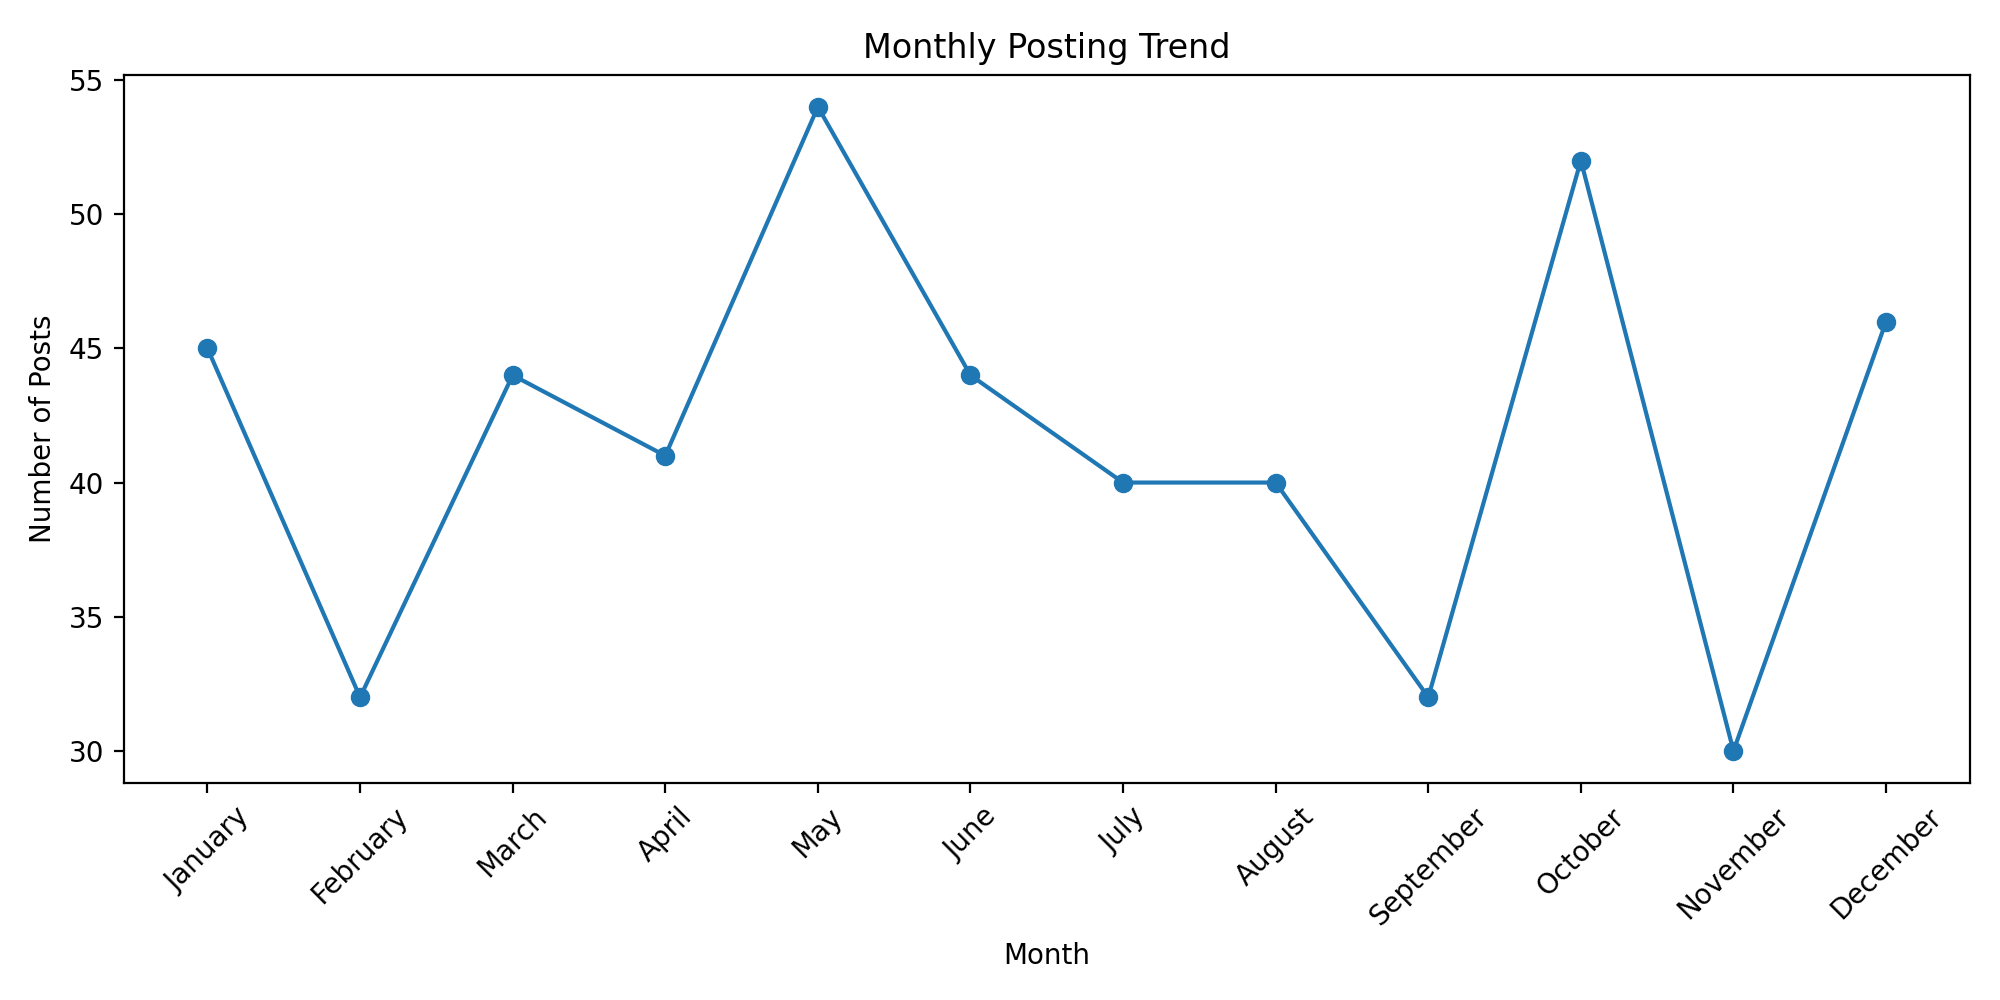 Monthly Posting Trend
55
50
45
40
35
30
Number of Posts
January
February
March
April
May
June
July
August
September
October
November
December
Month